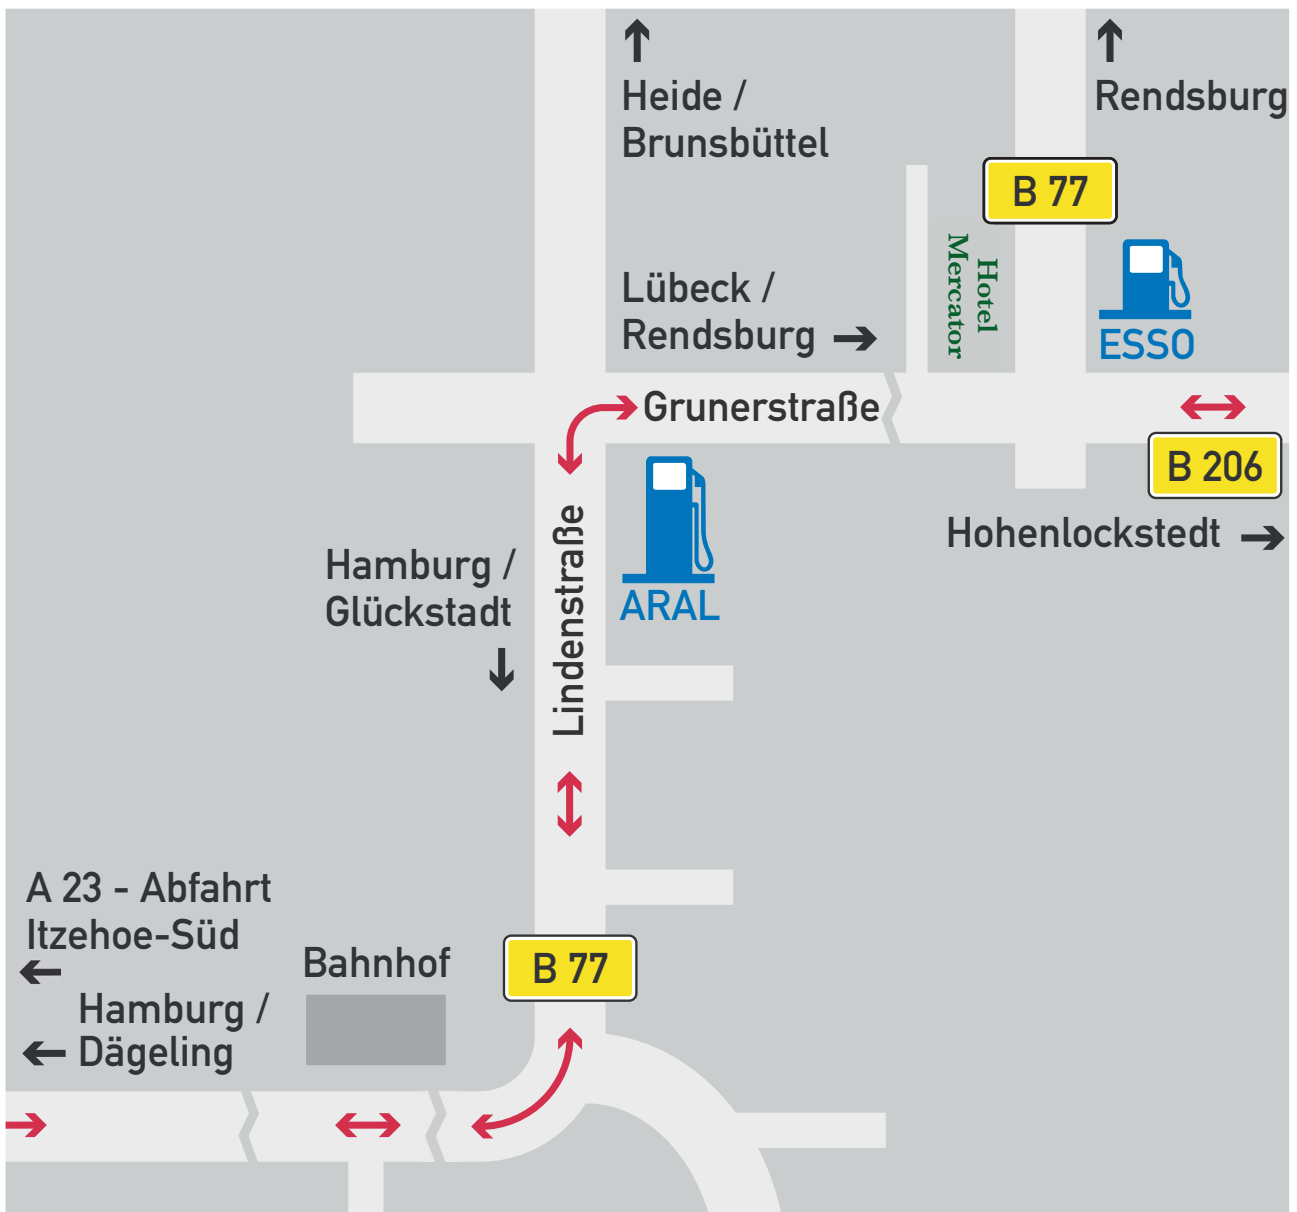 Heide /
Brunsbüttel
Rendsburg
B 77
Lübeck /
Rendsburg
Hotel
Mercator
ESSO
Grunerstraße
B 206
Hohenlockstedt
Hamburg /
Glückstadt
Lindenstraße
ARAL
A 23 - Abfahrt
Itzehoe-Süd
Bahnhof
B 77
Hamburg /
Dägeling